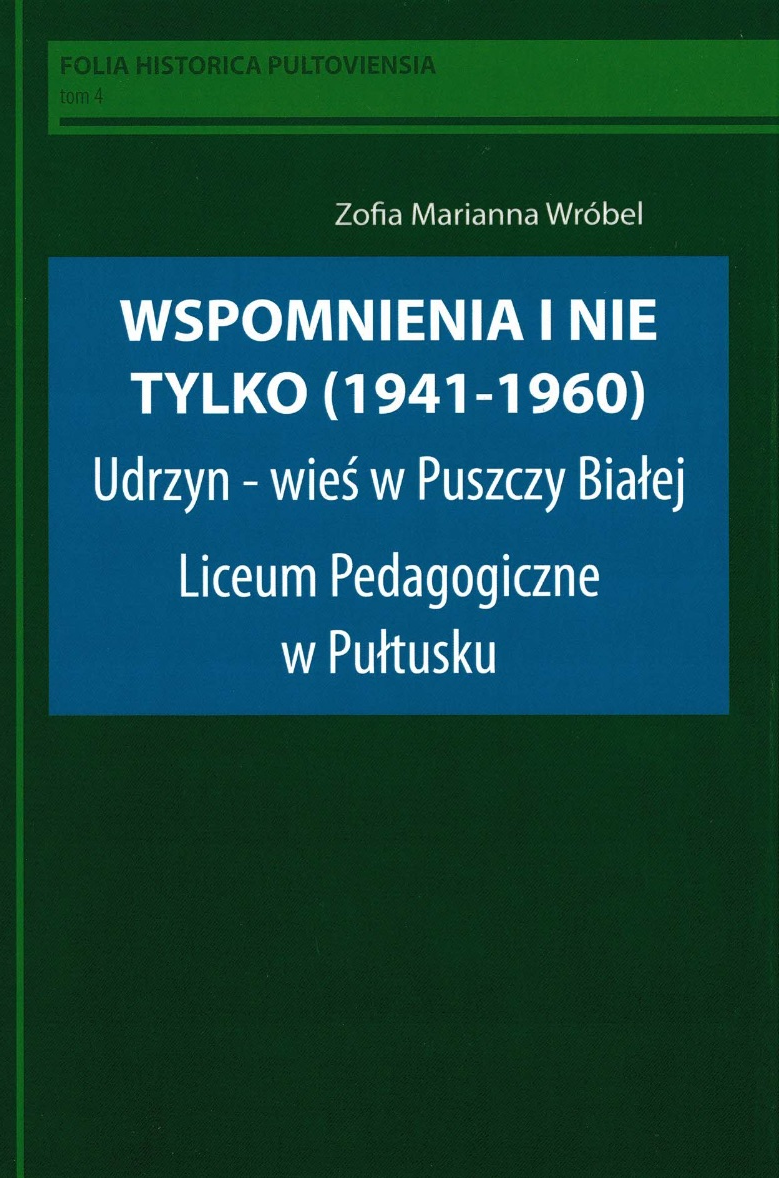 FOLIA HISTORICA PULTOVIENSIA
tom 4
Zofia Marianna Wróbel
WSPOMNIENIA I NIE
TYLKO (1941-1960)
Udrzyn - wieś w Puszczy Białej
Liceum Pedagogiczne
w Pułtusku